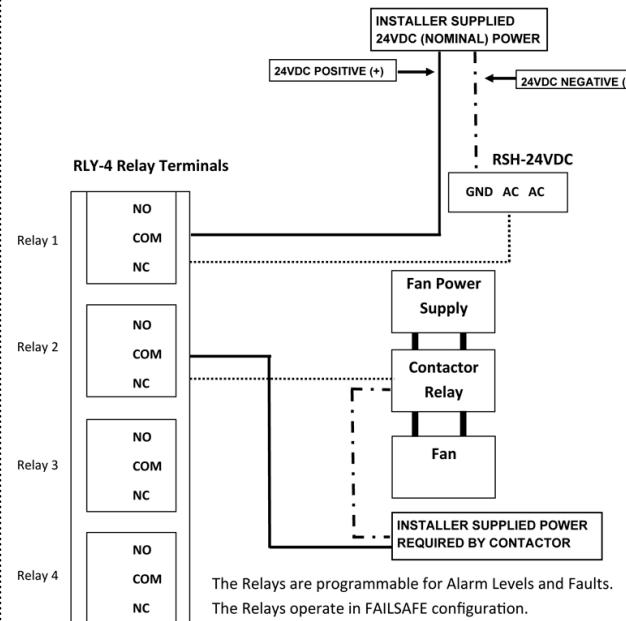 INSTALLER SUPPLIED
24VDC (NOMINAL) POWER
24VDC POSITIVE (+)
24VDC NEGATIVE (
RSH-24VDC
GND AC AC
RLY-4 Relay Terminals
Relay 1
NO
COM
NC
Relay 2
NO
COM
NC
Relay 3
NO
COM
NC
Relay 4
NO
COM
NC
Fan Power
Supply
Contactor
Relay
Fan
INSTALLER SUPPLIED POWER
REQUIRED BY CONTACTOR
The Relays are programmable for Alarm Levels and Faults.
The Relays operate in FAILSAFE configuration.